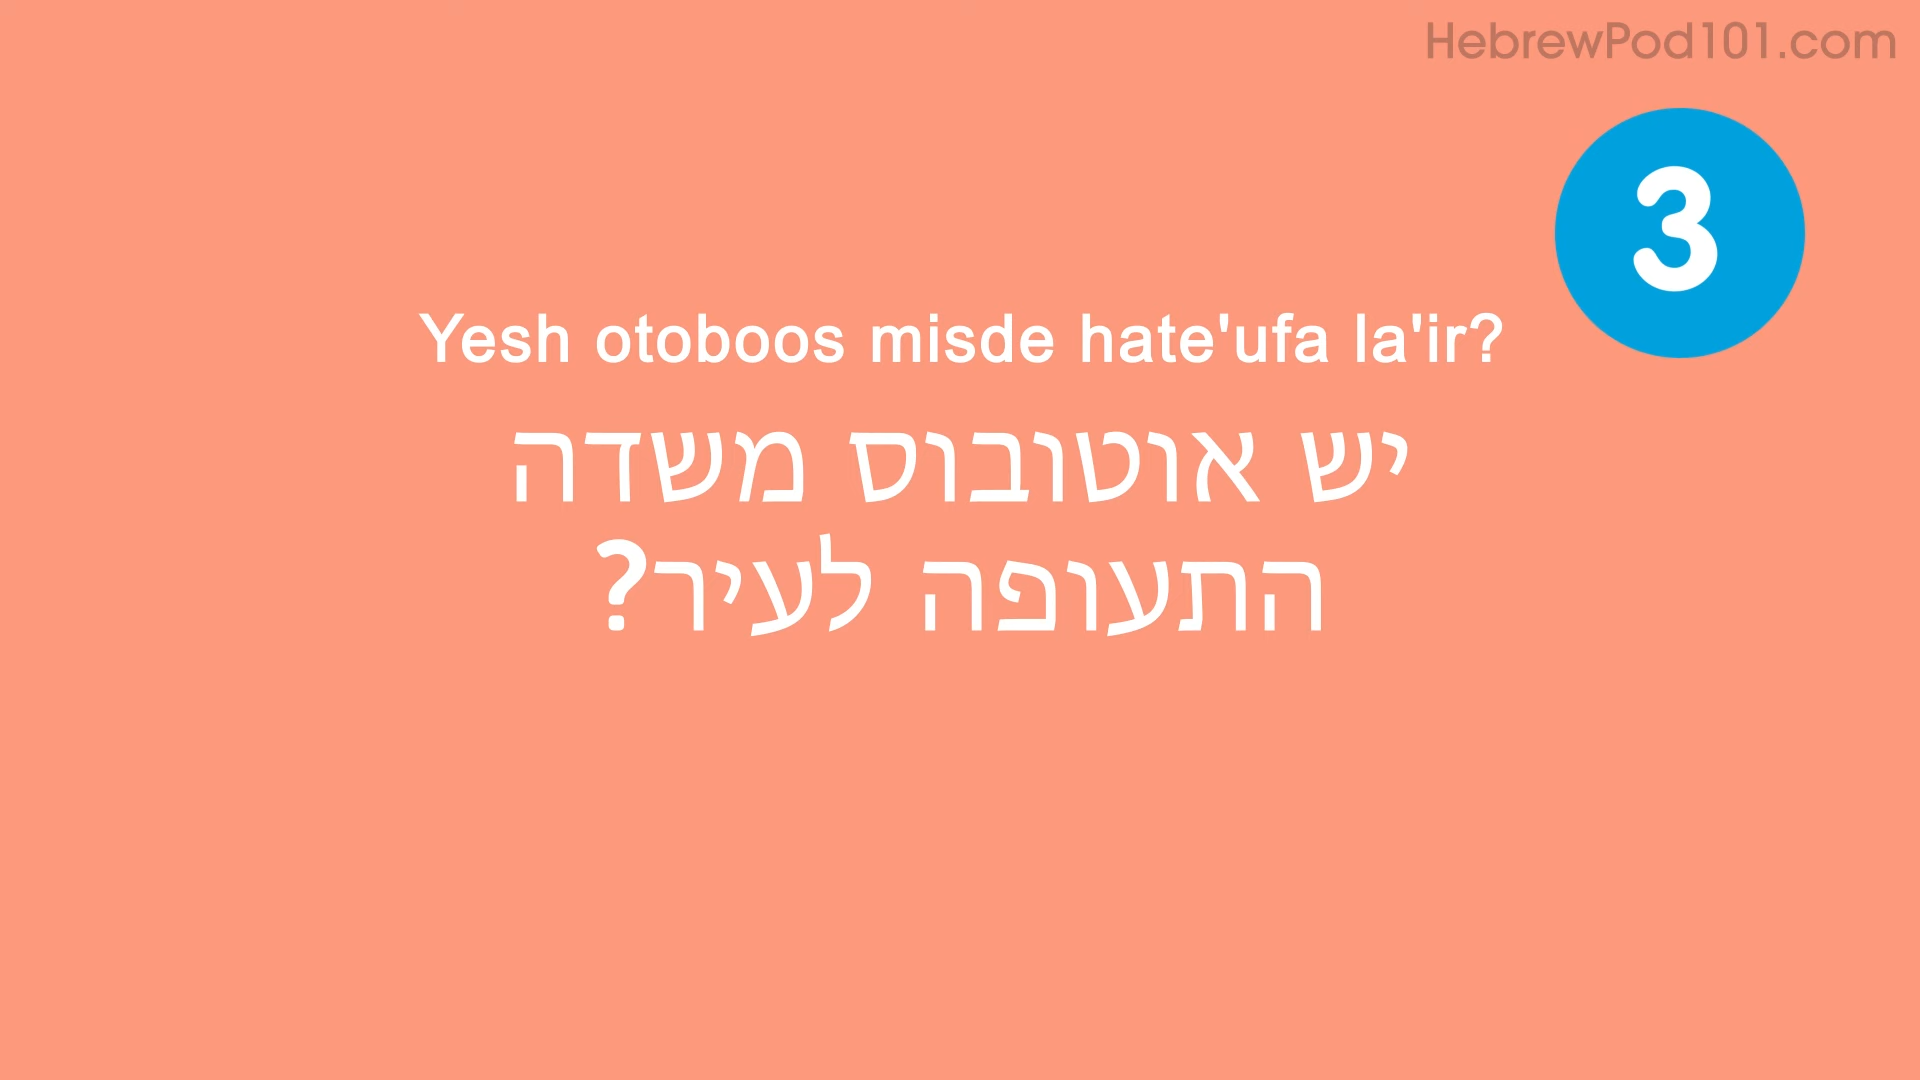 HebrewPod101.com
3
Yesh otoboos misde hate'ufa la'ir?
יש אוטובוס משדה
התעופה לעיר?